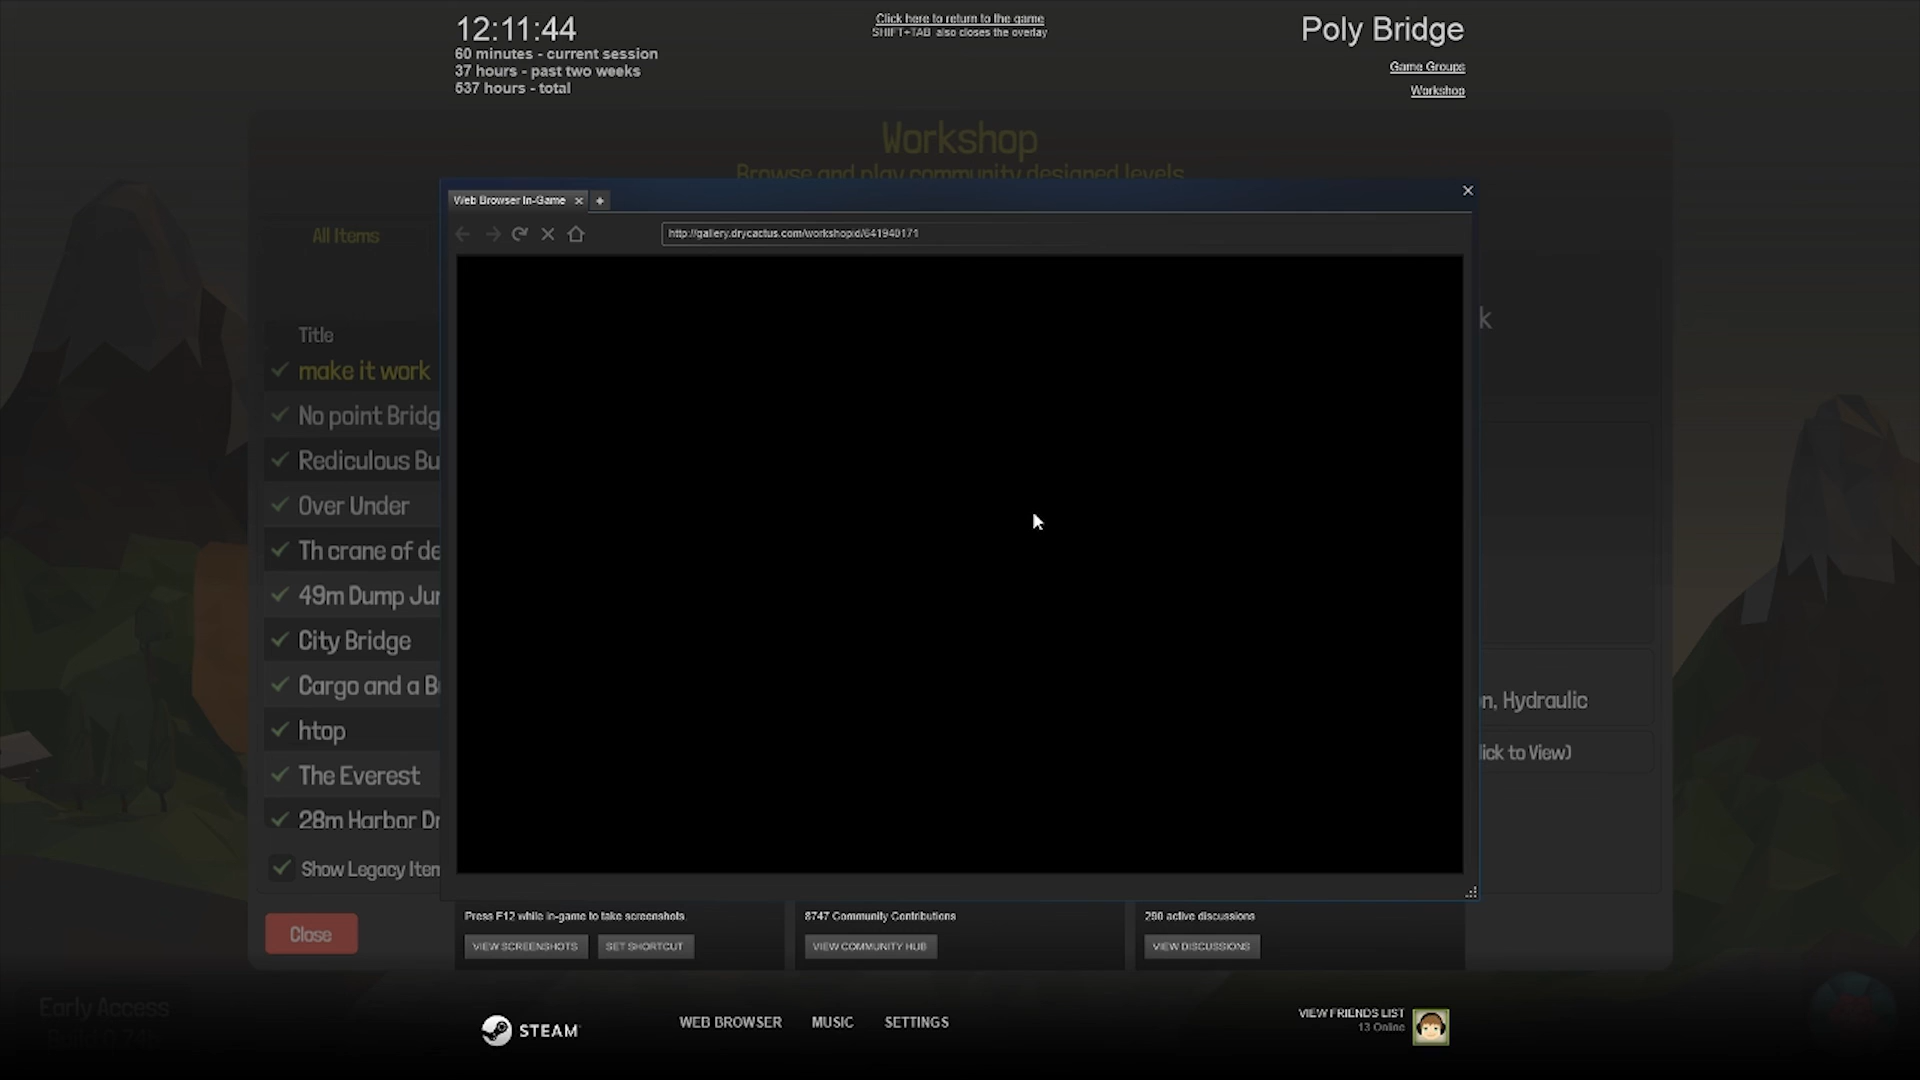 12:11:44
60 minutes - current session
37 hours - past two weeks
537 hours - total
Click here to return to the game
SHIFT+TAB also closes the overlay
Poly Bridge
Game Groups
Workshop
Workshop
Browse and play community designed levels
Web Browser In-Game
http://gallery.drycactus.com/workshopid/641940171
All Items
Title
make it work
No point Bridg
Rediculous Bu
Over Under
Th crane of de
49m Dump Jur
City Bridge
Cargo and a B
htop
The Everest
28m Harbor Dr
Show Legacy Iten
Close
k
n, Hydraulic
lick to View)
Press F12 while in-game to take screenshots
VIEW SCREENSHOTS
SET SHORTCUT
8747 Community Contributions
VIEW COMMUNITY HUB
290 active discussions
VIEW DISCUSSIONS
Early Access
STEAM
WEB BROWSER
MUSIC
SETTINGS
VIEW FRIENDS LIST
13 Online